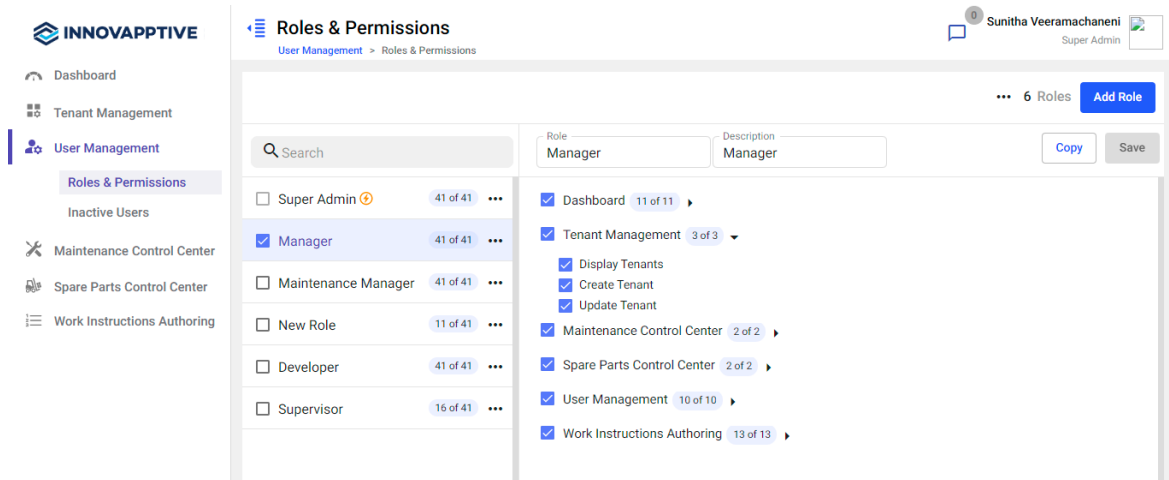 INNOVAPPTIVE
Dashboard
Tenant Management
User Management
Roles & Permissions
Inactive Users
Maintenance Control Center
Spare Parts Control Center
Work Instructions Authoring
Roles & Permissions
User Management > Roles & Permissions
0
Sunitha Veeramachaneni
Super Admin
6 Roles Add Role
Search
Super Admin 41 of 41
Manager 41 of 41
Maintenance Manager 41 of 41
New Role 11 of 41
Developer 41 of 41
Supervisor 16 of 41
Role
Manager
Description
Manager
Copy Save
Dashboard 11 of 11
Tenant Management 3 of 3
Display Tenants
Create Tenant
Update Tenant
Maintenance Control Center 2 of 2
Spare Parts Control Center 2 of 2
User Management 10 of 10
Work Instructions Authoring 13 of 13